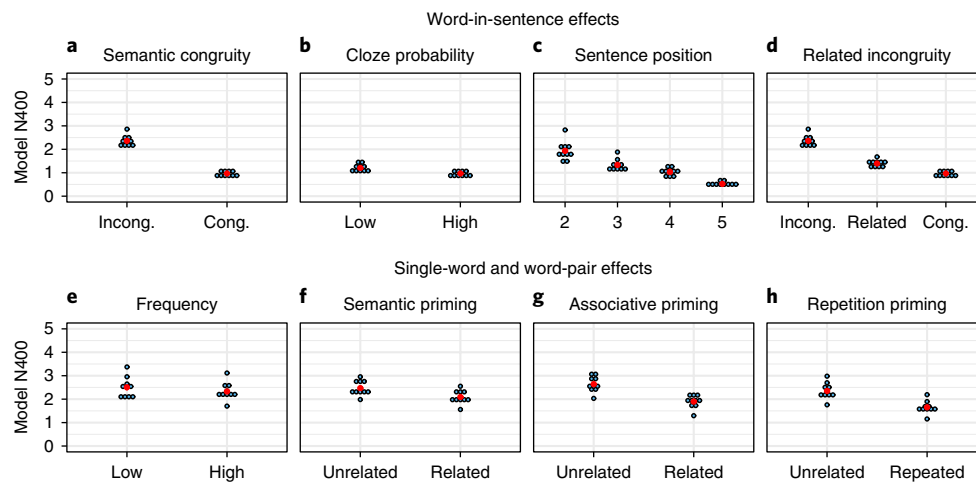 Word-in-sentence effects
a Semantic congruity
b Cloze probability
c Sentence position
d Related incongruity
Model N400
5
4
3
2
1
0
Incong. Cong.
Low High
2 3 4 5
Incong. Related Cong.
Single-word and word-pair effects
e Frequency
f Semantic priming
g Associative priming
h Repetition priming
Model N400
5
4
3
2
1
0
Low High
Unrelated Related
Unrelated Related
Unrelated Repeated